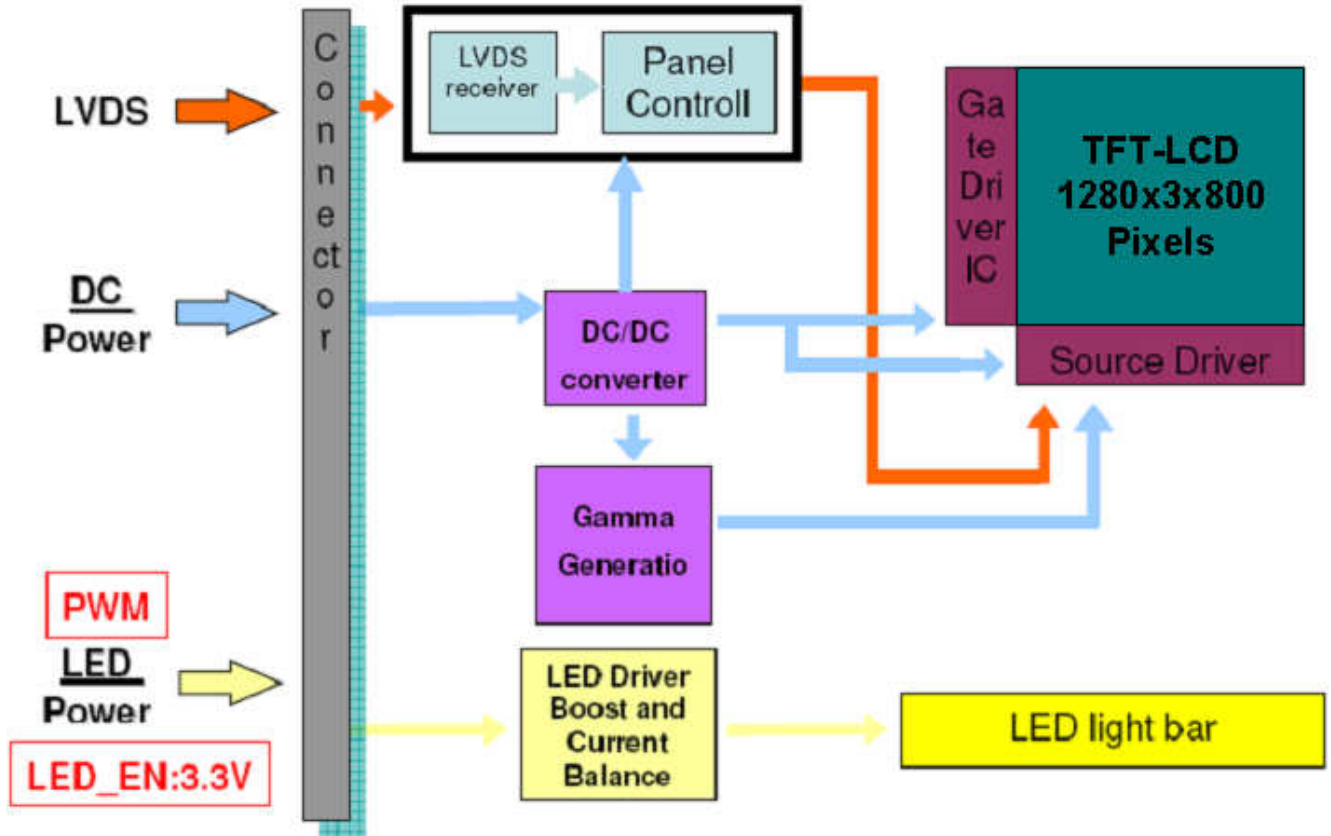 Connector
LVDS
LVDS
receiver
Panel
Controll
Ga
te
Dri
ver
IC
TFT-LCD
1280x3x800
Pixels
Source Driver
DC
Power
DC/DC
converter
Gamma
Generatio
PWM
LED
Power
LED_EN:3.3V
LED Driver
Boost and
Current
Balance
LED light bar